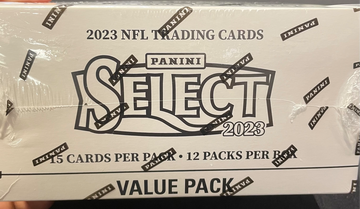 2023 NFL TRADING CARDS
PANINI
SELECT
2023
15 CARDS PER PACK • 12 PACKS PER BOX
VALUE PACK